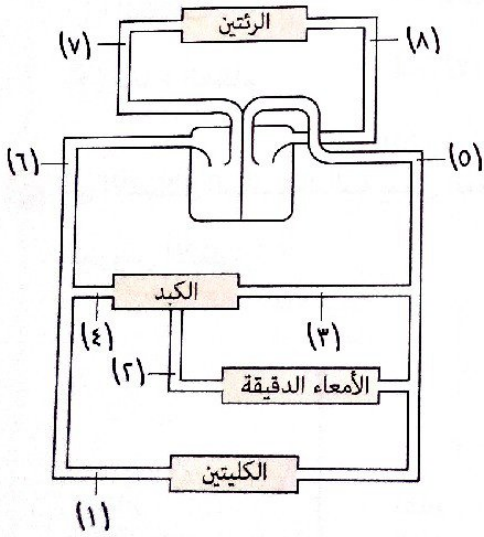 الرئتين
(٧)
(٨)
(٦)
(٥)
الكبد
(٤)
(٣)
(٢)
الأمعاء الدقيقة
الكليتين
(١)